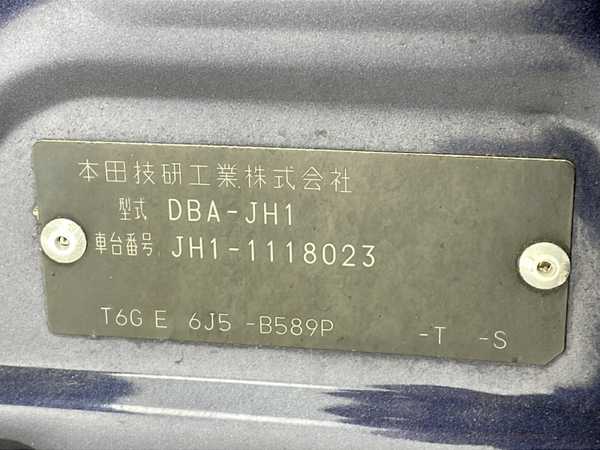 本田技研工業株式会社
型式 DBA-JH1
車台番号 JH1-1118023
T6G E 6J5 -B589P -T -S